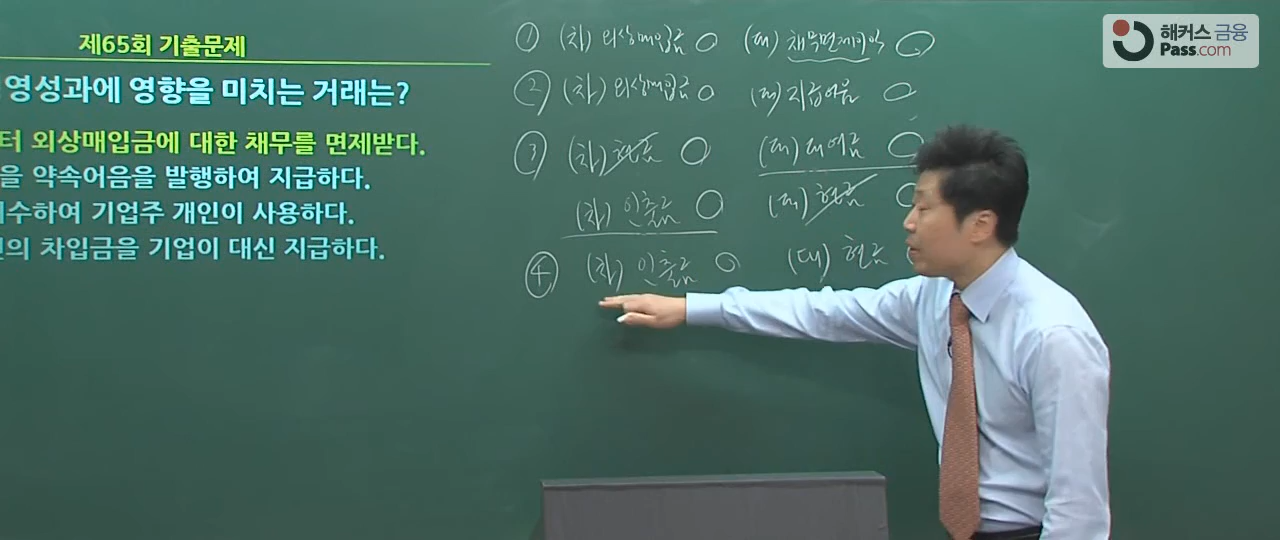 제65회 기출문제
영성과에 영향을 미치는 거래는?
터 외상매입금에 대한 채무를 면제받다.
을 약속어음을 발행하여 지급하다.
수하여 기업주 개인이 사용하다.
의 차입금을 기업이 대신 지급하다.
① (차) 외상매입금 ○ (대) 채무면제이익 ○
② (차) 외상매입금 ○ (대) 지급어음 ○
③ (차) 현금 ○ (대) 대여금 ○
(차) 인출금 ○ (대) 현금 ○
④ (차) 인출금 ○ (대) 현금
해커스 금융
Pass.com